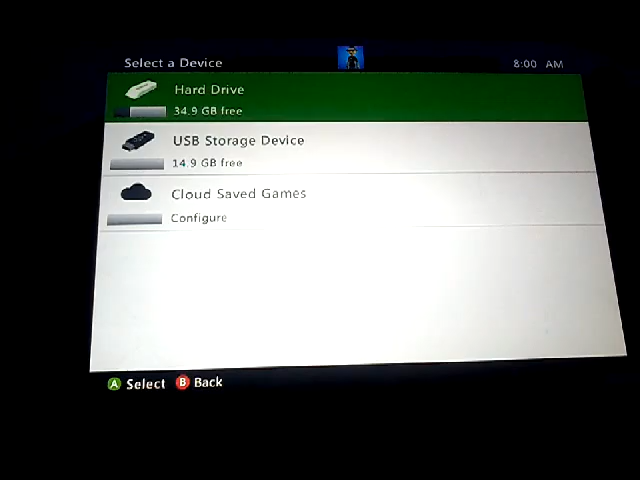 Select a Device
8:00 AM
Hard Drive
34.9 GB free
USB Storage Device
14.9 GB free
Cloud Saved Games
Configure
A Select B Back